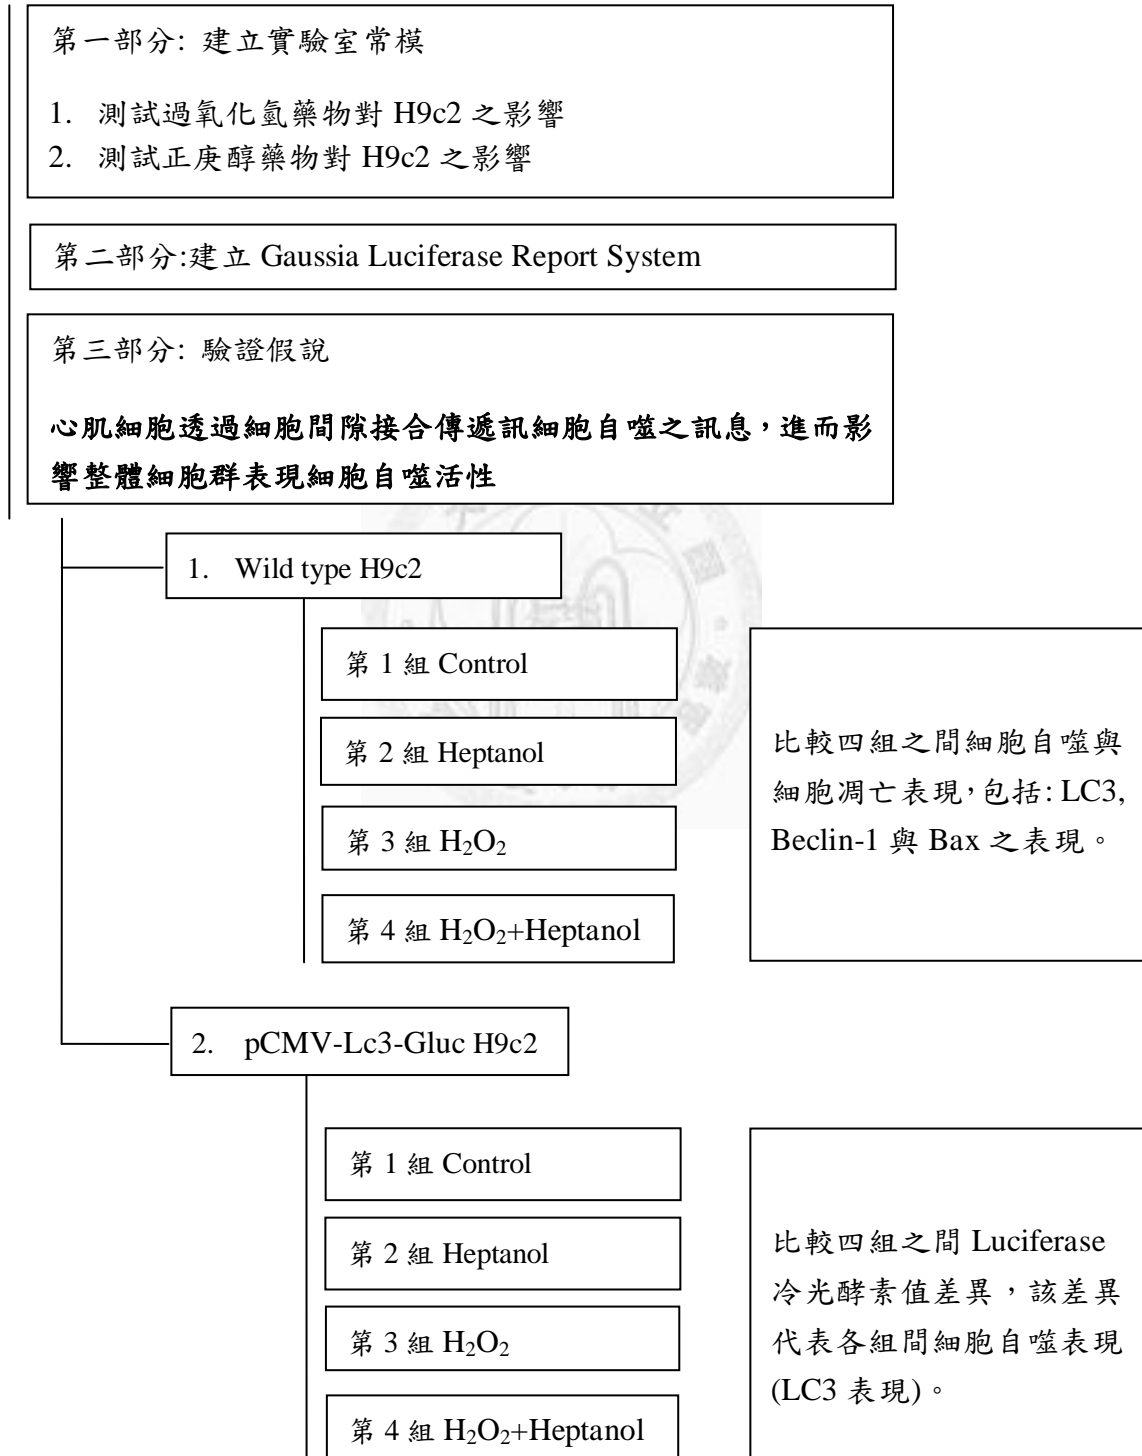 第一部分: 建立實驗室常模
1. 測試過氧化氫藥物對 H9c2 之影響
2. 測試正庚醇藥物對 H9c2 之影響
第二部分:建立 Gaussia Luciferase Report System
第三部分: 驗證假說
心肌細胞透過細胞間隙接合傳遞訊細胞自噬之訊息，進而影
響整體細胞群表現細胞自噬活性
1. Wild type H9c2
第 1 組 Control
第 2 組 Heptanol
第 3 組 H₂O₂
第 4 組 H₂O₂+Heptanol
比較四組之間細胞自噬與
細胞凋亡表現，包括: LC3,
Beclin-1 與 Bax 之表現。
2. pCMV-Lc3-Gluc H9c2
第 1 組 Control
第 2 組 Heptanol
第 3 組 H₂O₂
第 4 組 H₂O₂+Heptanol
比較四組之間 Luciferase
冷光酵素值差異，該差異
代表各組間細胞自噬表現
(LC3 表現)。